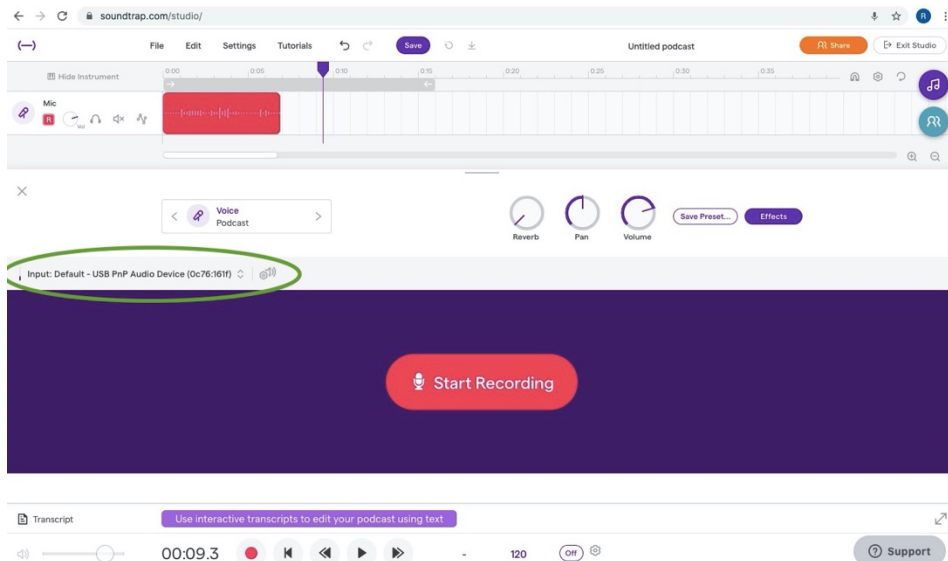 soundtrap.com/studio/
R
File Edit Settings Tutorials Save Untitled podcast Share Exit Studio
Hide Instrument 0:00 0:05 0:10 0:15 0:20 0:25 0:30 0:35
Mic
R
Voice
Podcast
Save Preset... Effects
Reverb Pan Volume
Input: Default - USB PnP Audio Device (0c76:161f)
Start Recording
Transcript Use interactive transcripts to edit your podcast using text
00:09.3 - 120 Off Support